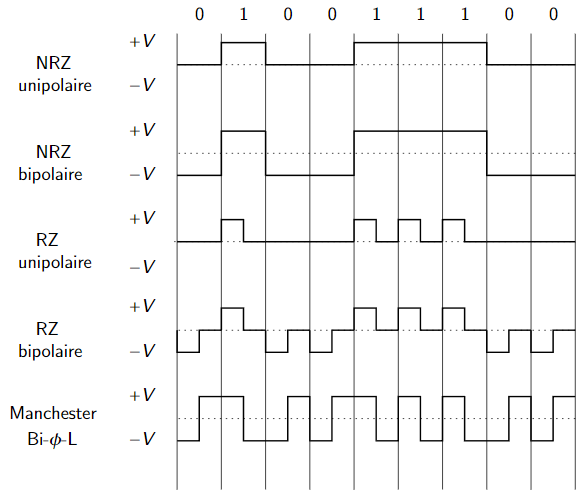 0 1 0 0 1 1 1 0 0
+V
NRZ
unipolaire
−V
+V
NRZ
bipolaire
−V
+V
RZ
unipolaire
−V
+V
RZ
bipolaire
−V
+V
Manchester
Bi-ϕ-L
−V